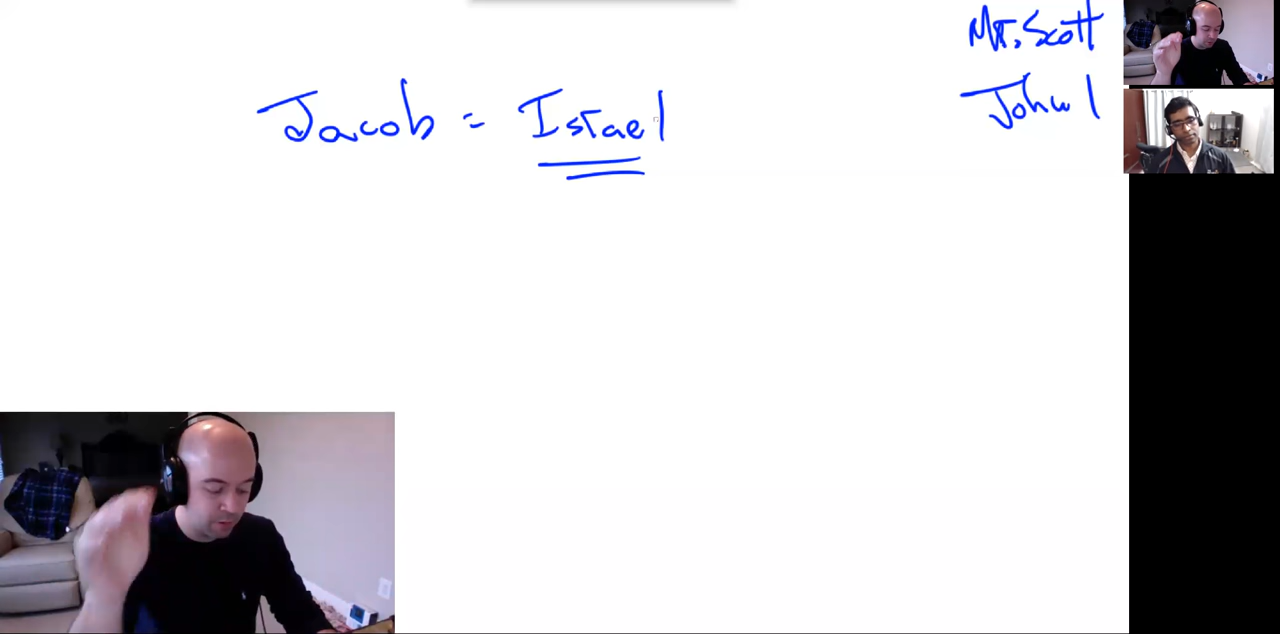 Mr. Scott
Jacob = Israel
John 1